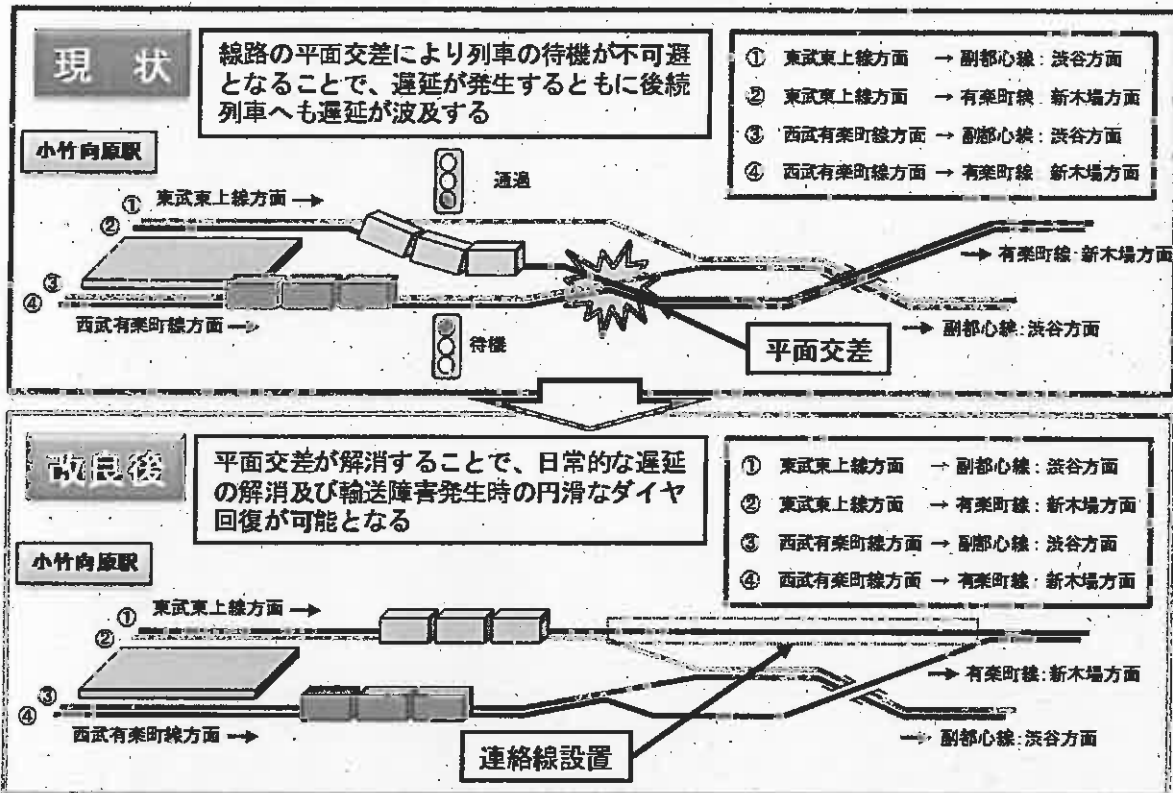 現 状
線路の平面交差により列車の待機が不可避
となることで、遅延が発生するともに後続
列車へも遅延が波及する
① 東武東上線方面 → 副都心線:渋谷方面
② 東武東上線方面 → 有楽町線:新木場方面
③ 西武有楽町線方面 → 副都心線:渋谷方面
④ 西武有楽町線方面 → 有楽町線:新木場方面
小竹向原駅
通過
① 東武東上線方面 →
②
→ 有楽町線:新木場方面
③
④
西武有楽町線方面 →
→ 副都心線:渋谷方面
待機
平面交差
改良後
平面交差が解消することで、日常的な遅延
の解消及び輸送障害発生時の円滑なダイヤ
回復が可能となる
① 東武東上線方面 → 副都心線:渋谷方面
② 東武東上線方面 → 有楽町線:新木場方面
③ 西武有楽町線方面 → 副都心線:渋谷方面
④ 西武有楽町線方面 → 有楽町線:新木場方面
小竹向原駅
① 東武東上線方面 →
②
→ 有楽町線:新木場方面
③
④
西武有楽町線方面 →
→ 副都心線:渋谷方面
連絡線設置